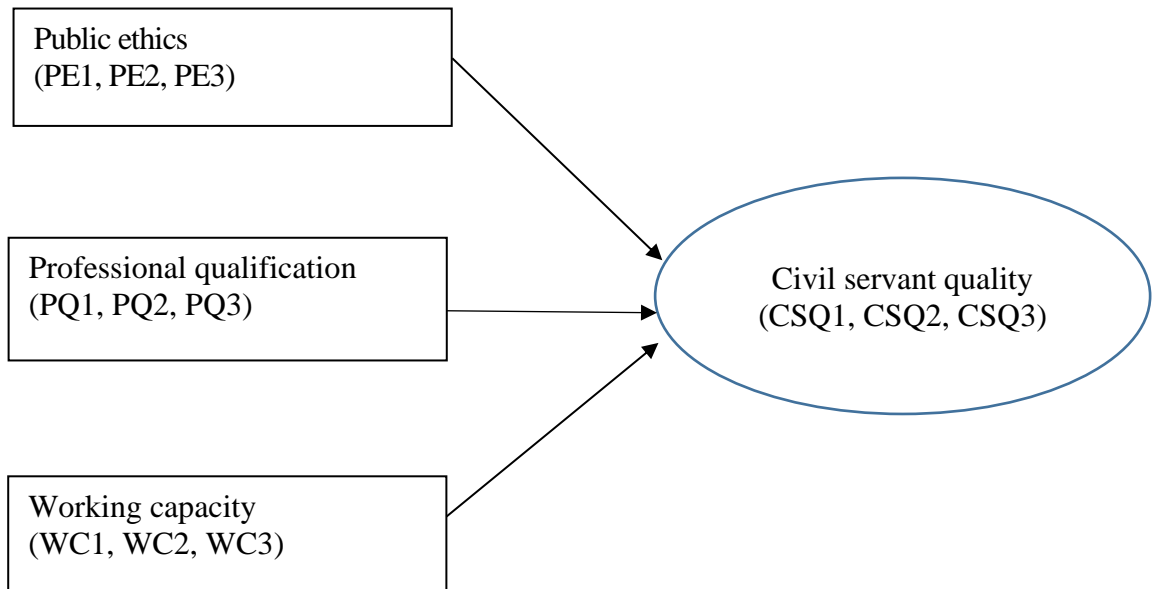 Public ethics
(PE1, PE2, PE3)
Professional qualification
(PQ1, PQ2, PQ3)
Working capacity
(WC1, WC2, WC3)
Civil servant quality
(CSQ1, CSQ2, CSQ3)